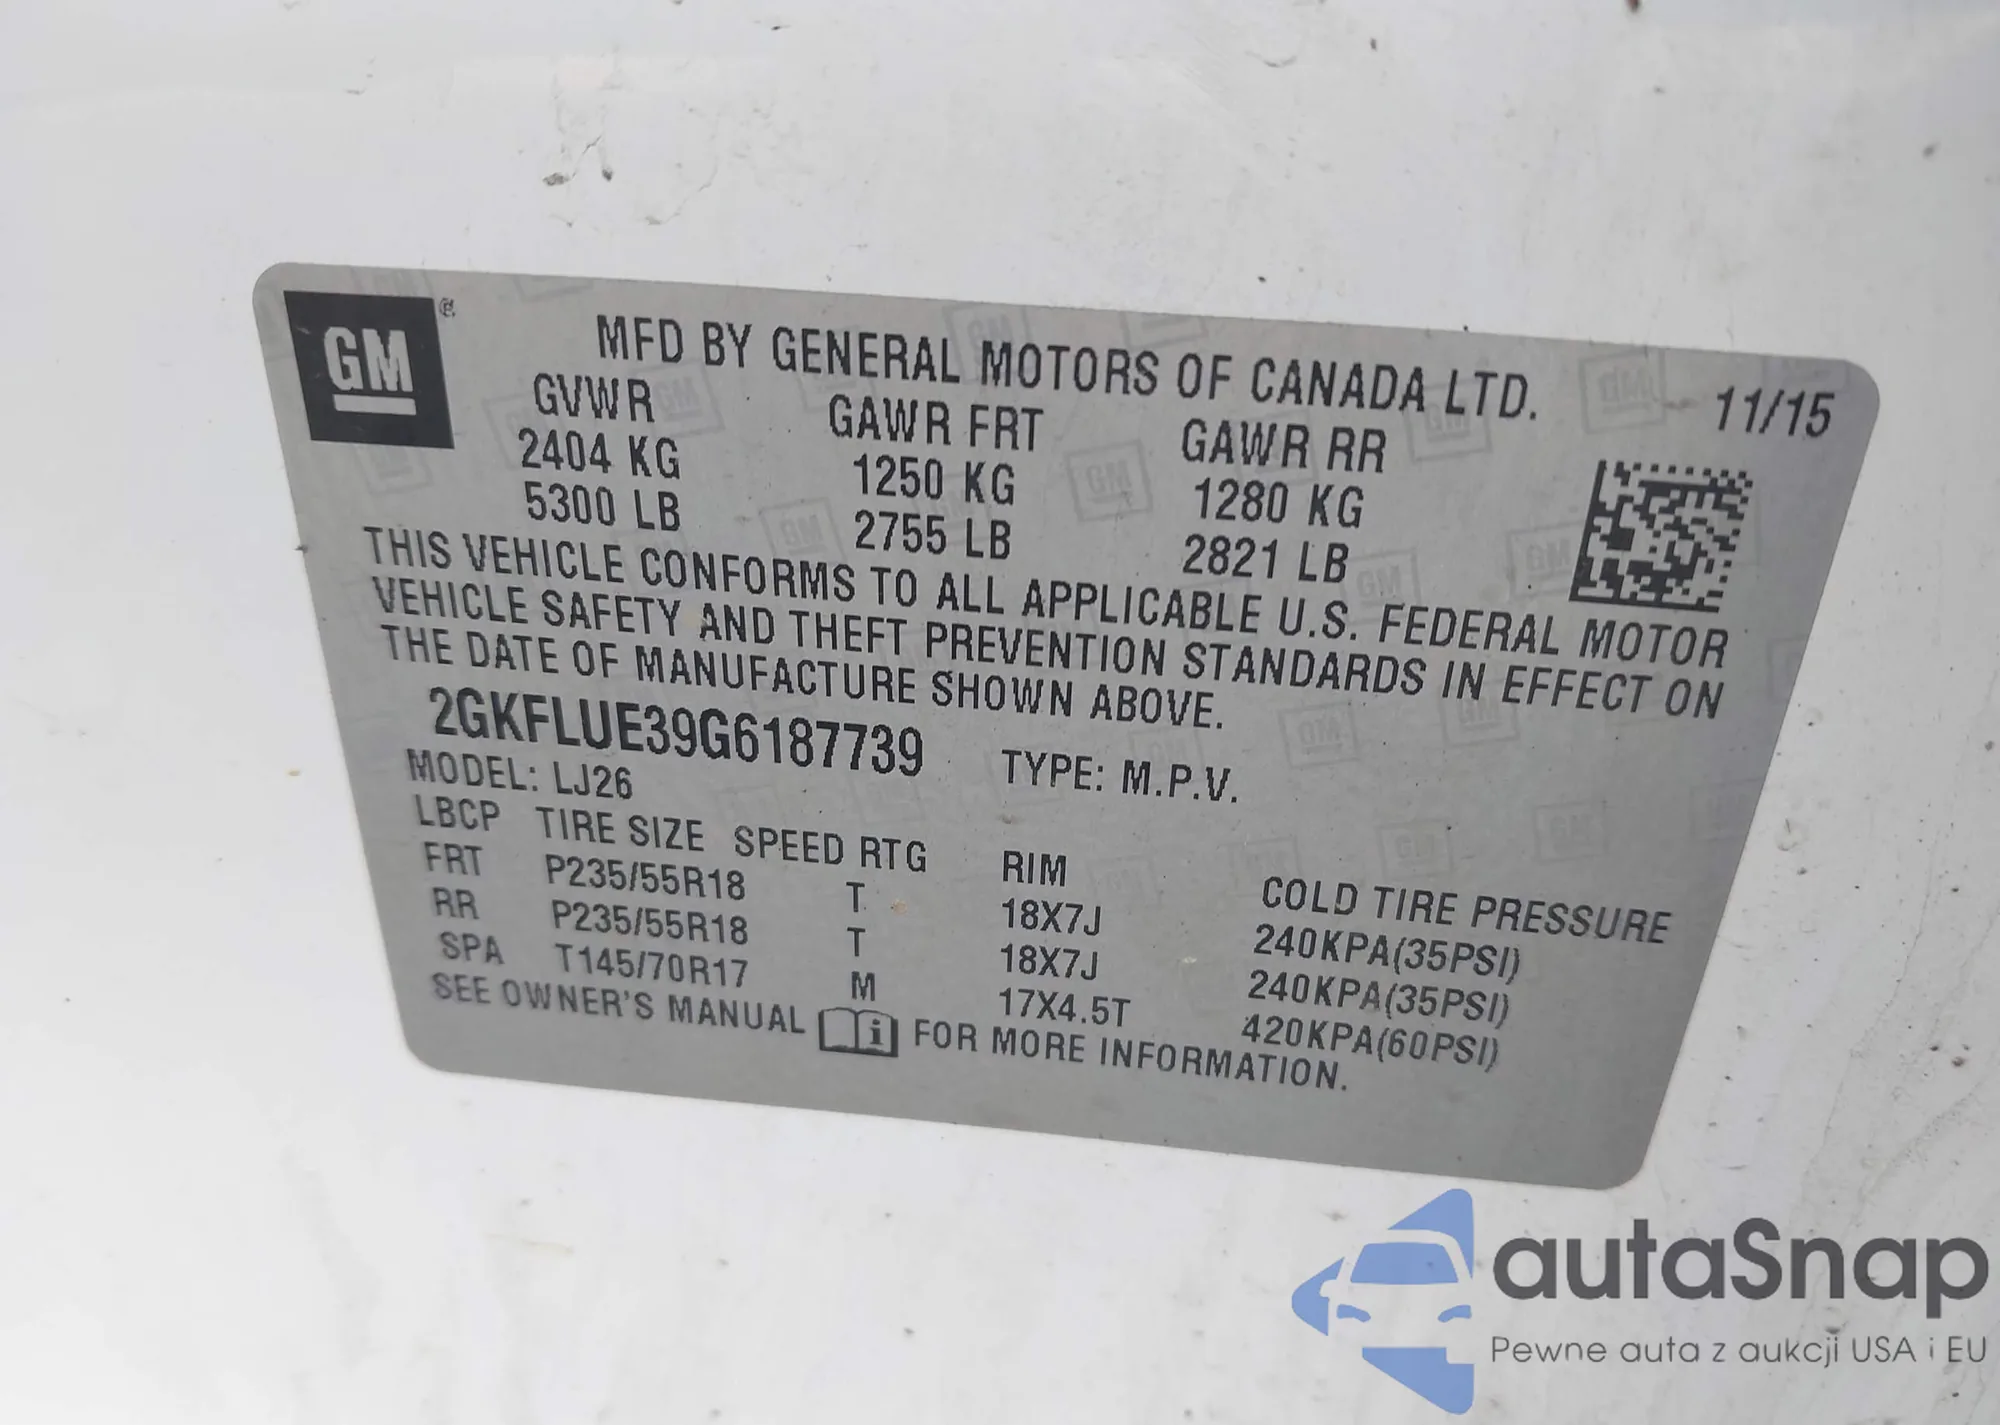 GM
MFD BY GENERAL MOTORS OF CANADA LTD. 11/15
GVWR GAWR FRT GAWR RR
2404 KG 1250 KG 1280 KG
5300 LB 2755 LB 2821 LB
THIS VEHICLE CONFORMS TO ALL APPLICABLE U.S. FEDERAL MOTOR
VEHICLE SAFETY AND THEFT PREVENTION STANDARDS IN EFFECT ON
THE DATE OF MANUFACTURE SHOWN ABOVE.
2GKFLUE39G6187739 TYPE: M.P.V.
MODEL: LJ26
LBCP TIRE SIZE SPEED RTG RIM COLD TIRE PRESSURE
FRT P235/55R18 T 18X7J 240KPA(35PSI)
RR P235/55R18 T 18X7J 240KPA(35PSI)
SPA T145/70R17 M 17X4.5T 420KPA(60PSI)
SEE OWNER'S MANUAL i FOR MORE INFORMATION.
autaSnap
Pewne auta z aukcji USA i EU